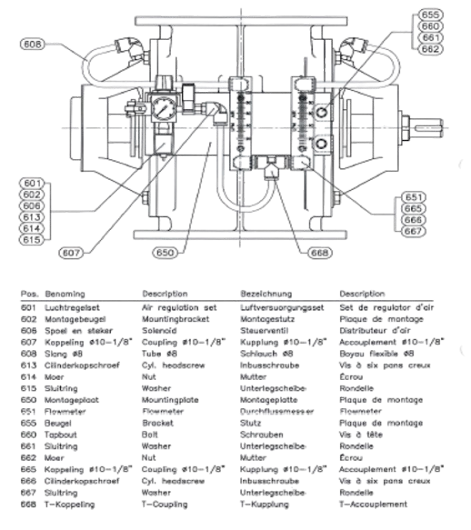 608
655
660
661
662
601
602
606
613
614
615
607
650
668
651
665
666
667
Pos. Benoming Description Bezeichnung Description
601 Luchtregelset Air regulation set Luftversorgungsset Set de regulator d'air
602 Montagebeugel Mountingbracket Montagestutz Plaque de montage
606 Spoel en steker Solenoid Steuerventil Distributeur d'air
607 Koppeling ø10-1/8" Coupling ø10-1/8" Kupplung ø10-1/8" Accouplement ø10-1/8"
608 Slang ø8 Tube ø8 Schlauch ø8 Boyau flexible ø8
613 Cilinderkopschroef Cyl. headscrew Inbusschraube Vis à six pans creux
614 Moer Nut Mutter Écrou
615 Sluitring Washer Unterlegscheibe Rondelle
650 Montageplaat Mountingplate Montageplatte Plaque de montage
651 Flowmeter Flowmeter Durchflussmesser Flowmeter
655 Beugel Bracket Stutz Plaque de montage
660 Tapbout Bolt Schrauben Vis à tête
661 Sluitring Washer Unterlegscheibe Rondelle
662 Moer Nut Mutter Écrou
665 Koppeling ø10-1/8" Coupling ø10-1/8" Kupplung ø10-1/8" Accouplement ø10-1/8"
666 Cilinderkopschroef Cyl. headscrew Inbusschraube Vis à six pans creux
667 Sluitring Washer Unterlegscheibe Rondelle
668 T-Koppeling T-Coupling T-Kupplung T-Accouplement